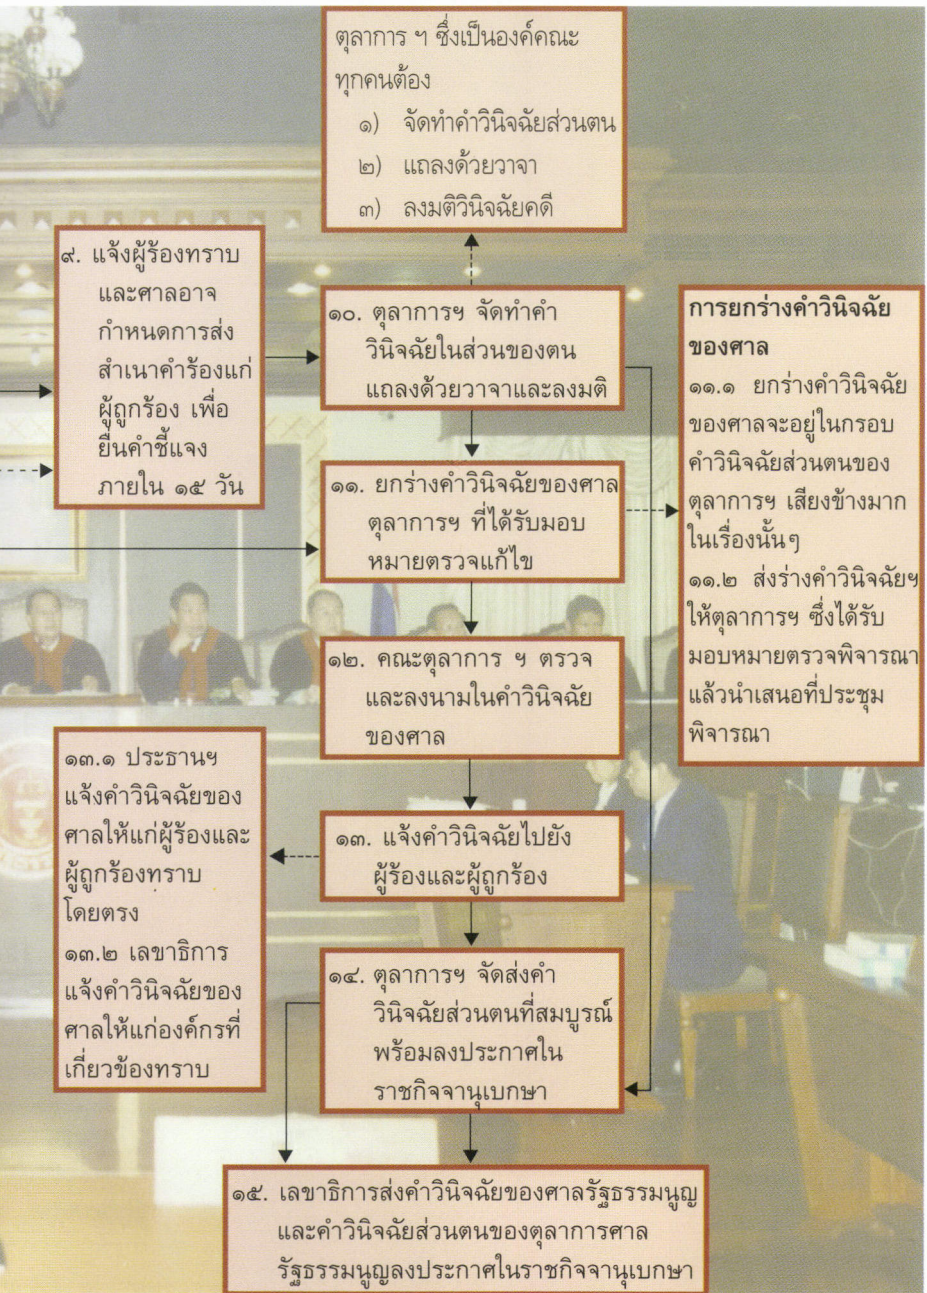 ตุลาการ ฯ ซึ่งเป็นองค์คณะ
ทุกคนต้อง
๑) จัดทำคำวินิจฉัยส่วนตน
๒) แถลงด้วยวาจา
๓) ลงมติวินิจฉัยคดี
๙. แจ้งผู้ร้องทราบ
และศาลอาจ
กำหนดการส่ง
สำเนาคำร้องแก่
ผู้ถูกร้อง เพื่อ
ยื่นคำชี้แจง
ภายใน ๑๕ วัน
๑๐. ตุลาการฯ จัดทำคำ
วินิจฉัยในส่วนของตน
แถลงด้วยวาจาและลงมติ
การยกร่างคำวินิจฉัย
ของศาล
๑๑.๑ ยกร่างคำวินิจฉัย
ของศาลจะอยู่ในกรอบ
คำวินิจฉัยส่วนตนของ
ตุลาการฯ เสียงข้างมาก
ในเรื่องนั้นๆ
๑๑.๒ ส่งร่างคำวินิจฉัยฯ
ให้ตุลาการฯ ซึ่งได้รับ
มอบหมายตรวจพิจารณา
แล้วนำเสนอที่ประชุม
พิจารณา
๑๑. ยกร่างคำวินิจฉัยของศาล
ตุลาการฯ ที่ได้รับมอบ
หมายตรวจแก้ไข
๑๒. คณะตุลาการ ฯ ตรวจ
และลงนามในคำวินิจฉัย
ของศาล
๑๓.๑ ประธานฯ
แจ้งคำวินิจฉัยของ
ศาลให้แก่ผู้ร้องและ
ผู้ถูกร้องทราบ
โดยตรง
๑๓.๒ เลขาธิการ
แจ้งคำวินิจฉัยของ
ศาลให้แก่องค์กรที่
เกี่ยวข้องทราบ
๑๓. แจ้งคำวินิจฉัยไปยัง
ผู้ร้องและผู้ถูกร้อง
๑๔. ตุลาการฯ จัดส่งคำ
วินิจฉัยส่วนตนที่สมบูรณ์
พร้อมลงประกาศใน
ราชกิจจานุเบกษา
๑๕. เลขาธิการส่งคำวินิจฉัยของศาลรัฐธรรมนูญ
และคำวินิจฉัยส่วนตนของตุลาการศาล
รัฐธรรมนูญลงประกาศในราชกิจจานุเบกษา